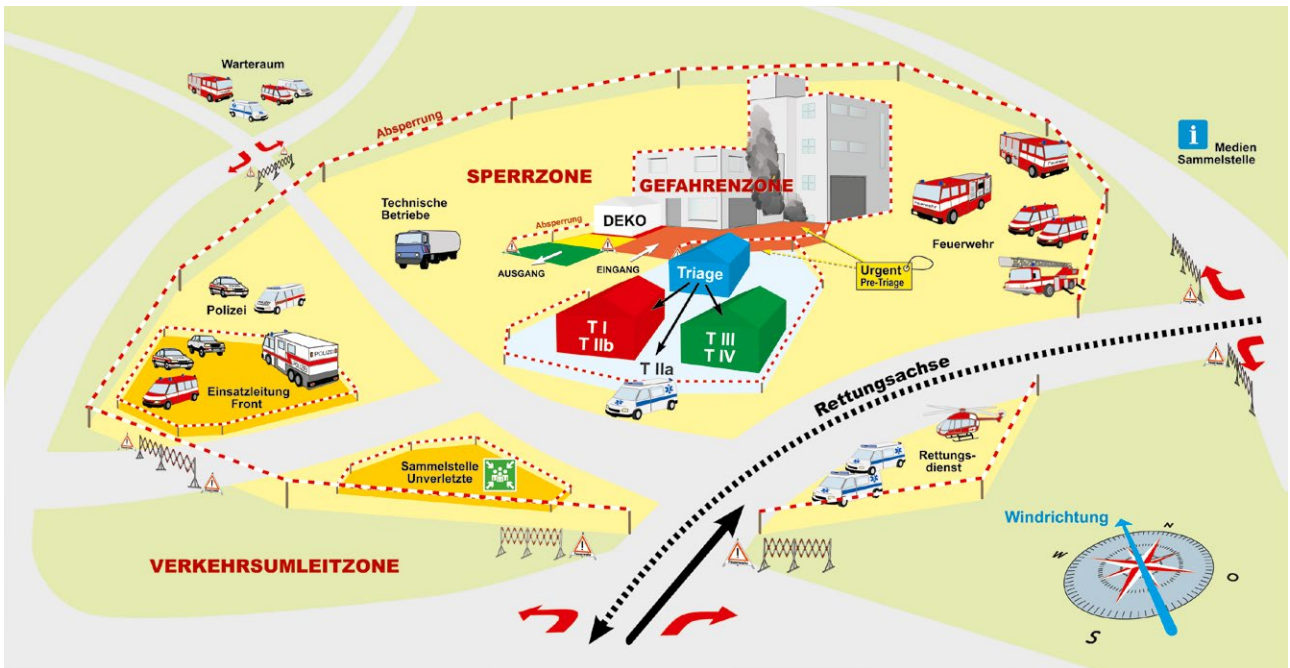 Warteraum
Absperrung
i
Medien
Sammelstelle
SPERRZONE
GEFAHRENZONE
Technische
Betriebe
Absperrung
DEKO
Feuerwehr
AUSGANG
EINGANG
Triage
Urgent
Pre-Triage
Polizei
POLIZEI
T I
T IIb
T III
T IV
T IIa
Einsatzleitung
Front
Rettungsachse
Sammelstelle
Unverletzte
Rettungs-
dienst
Windrichtung
N
W
O
S
VERKEHRSUMLEITZONE